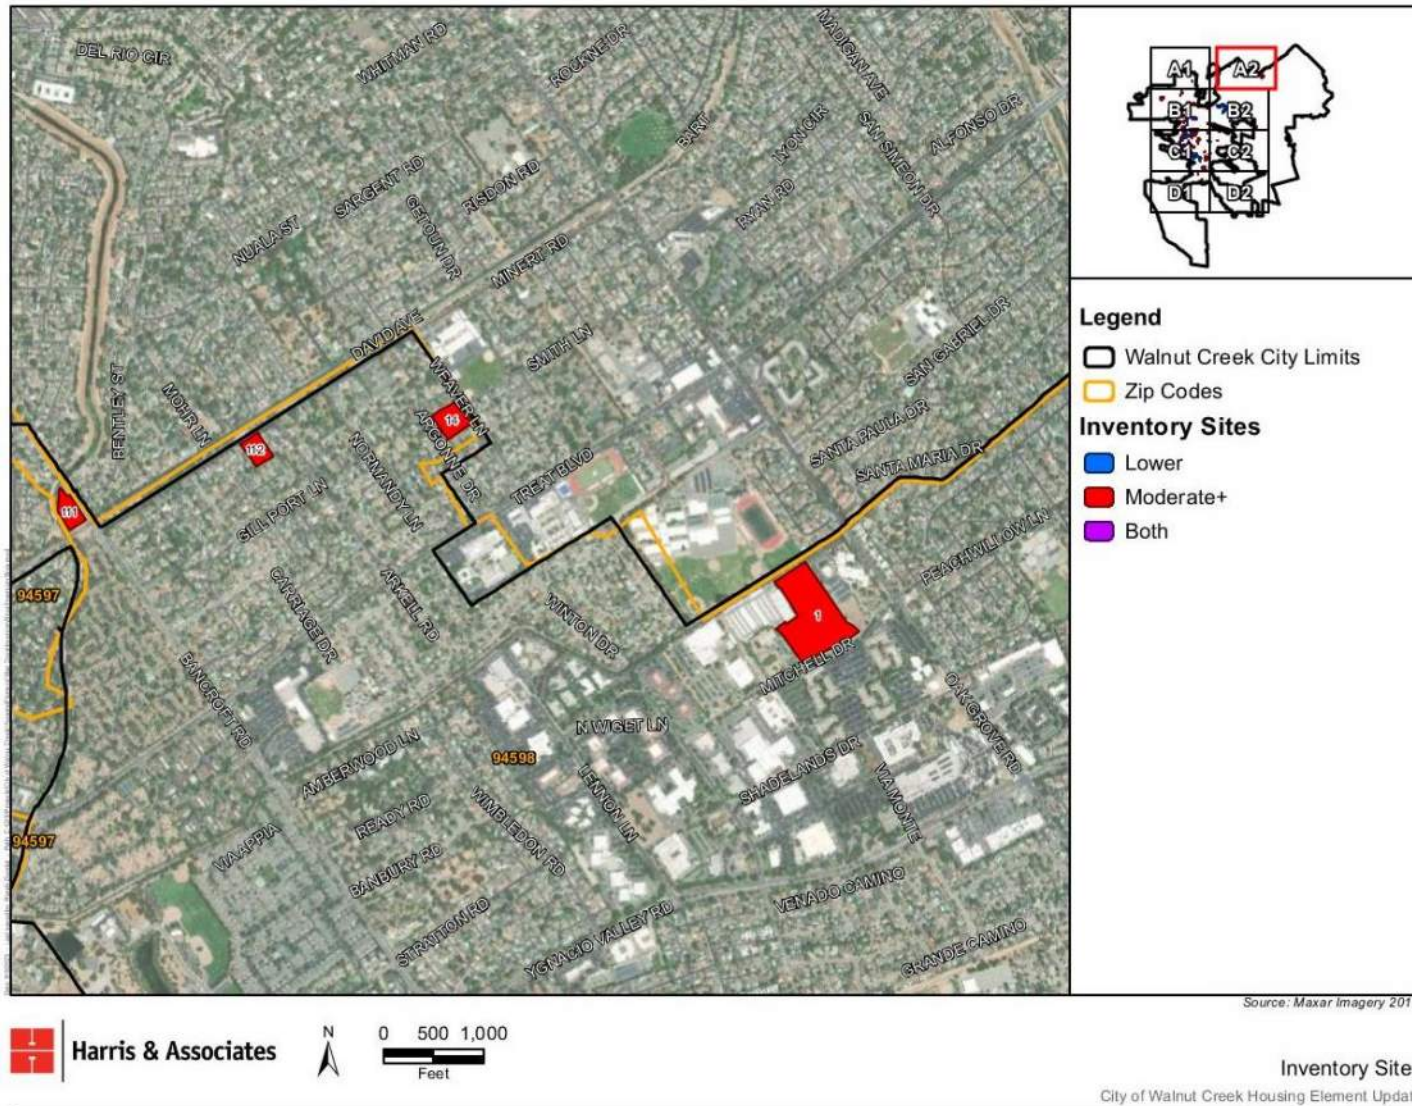 DEL RIO CIR
WHITMAN RD
ROCKNE DR
MADIGAN AVE
BART
LYON CIR
SAN SIMEON DR
ALFONSO DR
SARGENT RD
RISDON RD
GETOUN DR
RYAN RD
NUALA ST
MINERT RD
DAVID AVE
SMITH LN
SAN GABRIEL DR
BENTLEY ST
MOHR LN
WEAVER LN
14
ARGONNE DR
112
NORMANDY LN
TREAT BLVD
SANTA PAULA DR
SANTA MARIA DR
111
GILL PORT LN
PEACHWILLOW LN
94597
CARRIAGE DR
ARKELL RD
WINTON DR
1
MITCHELL DR
BANCROFT RD
OAK GROVE RD
N WIGET LN
94598
AMBERWOOD LN
SHADELANDS DR
VIA MONTE
LENNON LN
WIMBLEDON RD
READY RD
94597
VIA APPIA
BANBURY RD
VENADO CAMINO
STRATTON RD
YGNACIO VALLEY RD
GRANDE CAMINO
A1 A2
B1 B2
C1 C2
D1 D2
Legend
Walnut Creek City Limits
Zip Codes
Inventory Sites
Lower
Moderate+
Both
Source: Maxar Imagery 201
Harris & Associates
N
0 500 1,000
Feet
Inventory Site
City of Walnut Creek Housing Element Updat